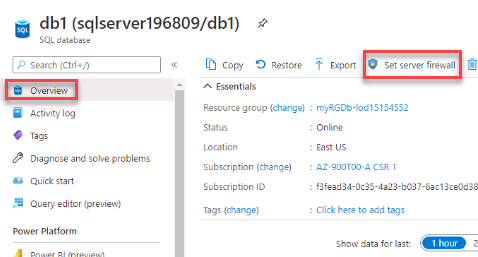 db1 (sqlserver196809/db1)
SQL database
Search (Ctrl+/)
«
Overview
Activity log
Tags
Diagnose and solve problems
Quick start
Query editor (preview)
Power Platform
Power BI (preview)
Copy
Restore
Export
Set server firewall
Essentials
Resource group (change) : myRGDb-lod15154552
Status : Online
Location : East US
Subscription (change) : AZ-900T00-A CSR 1
Subscription ID : f3fead34-0c35-4a23-b037-6ac13ce0d38
Tags (change) : Click here to add tags
Show data for last: 1 hour 2